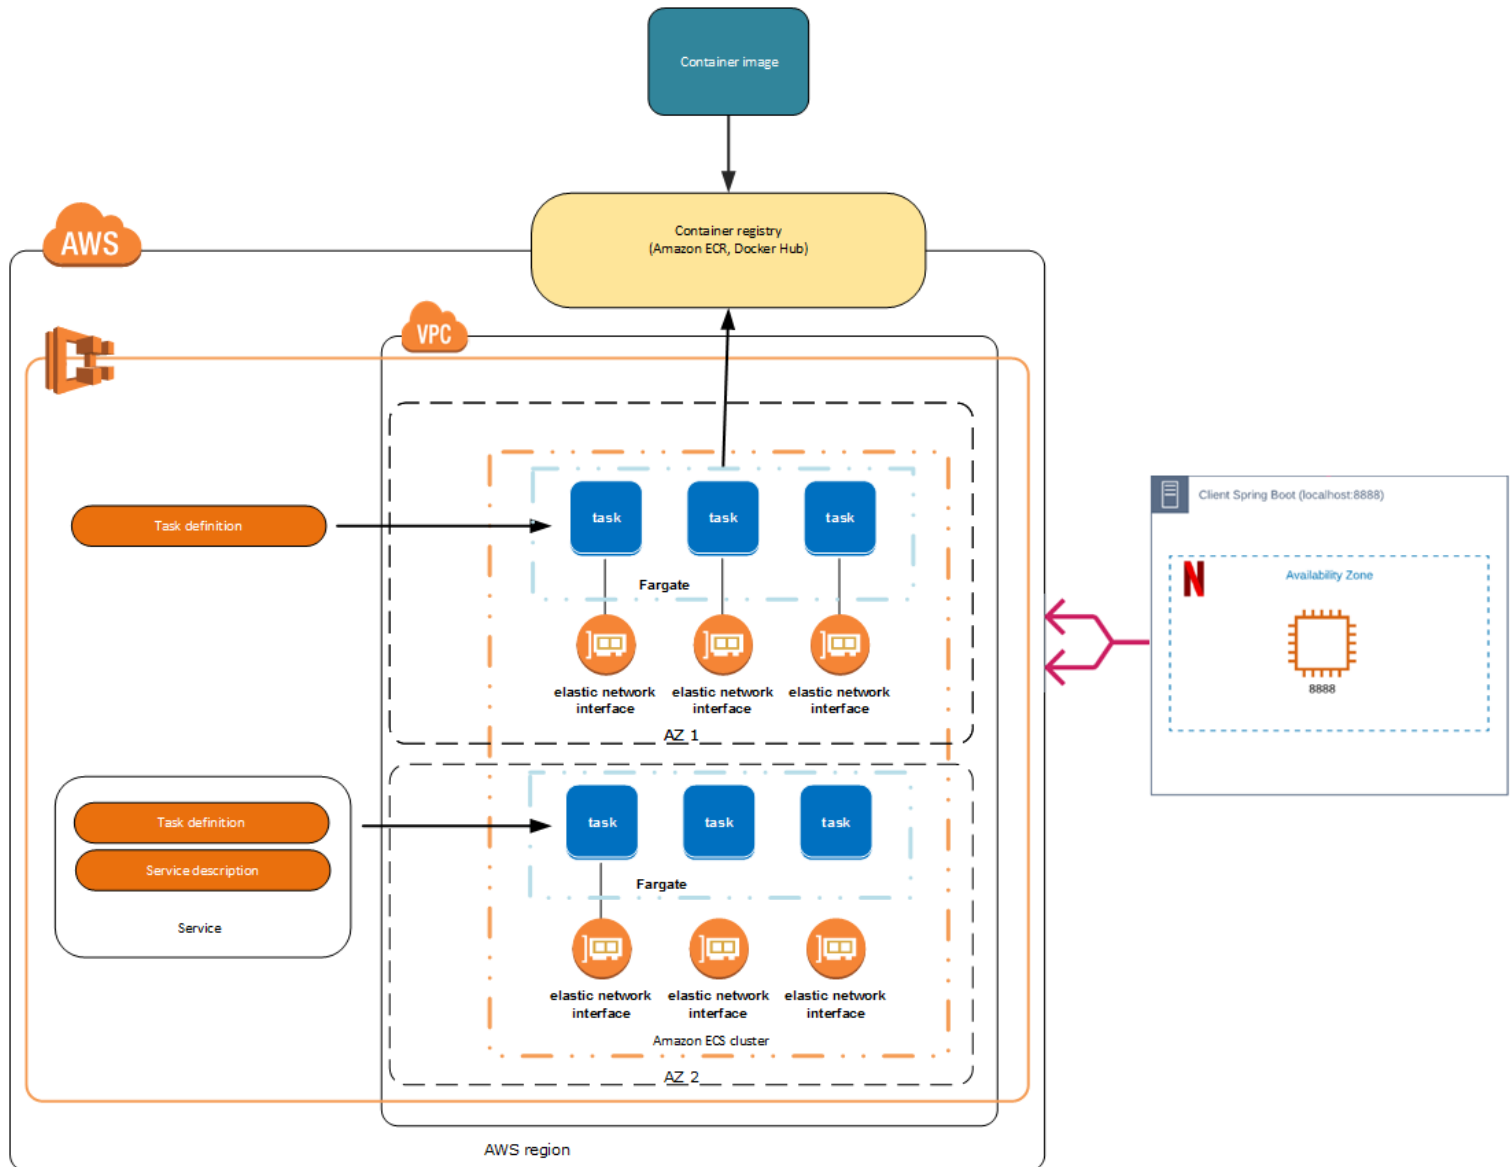 Container image
Container registry
(Amazon ECR, Docker Hub)
AWS
VPC
Task definition
task
task
task
Fargate
elastic network
interface
elastic network
interface
elastic network
interface
AZ 1
Task definition
Service description
Service
task
task
task
Fargate
elastic network
interface
elastic network
interface
elastic network
interface
Amazon ECS cluster
AZ 2
AWS region
Client Spring Boot (localhost:8888)
N
Availability Zone
8888